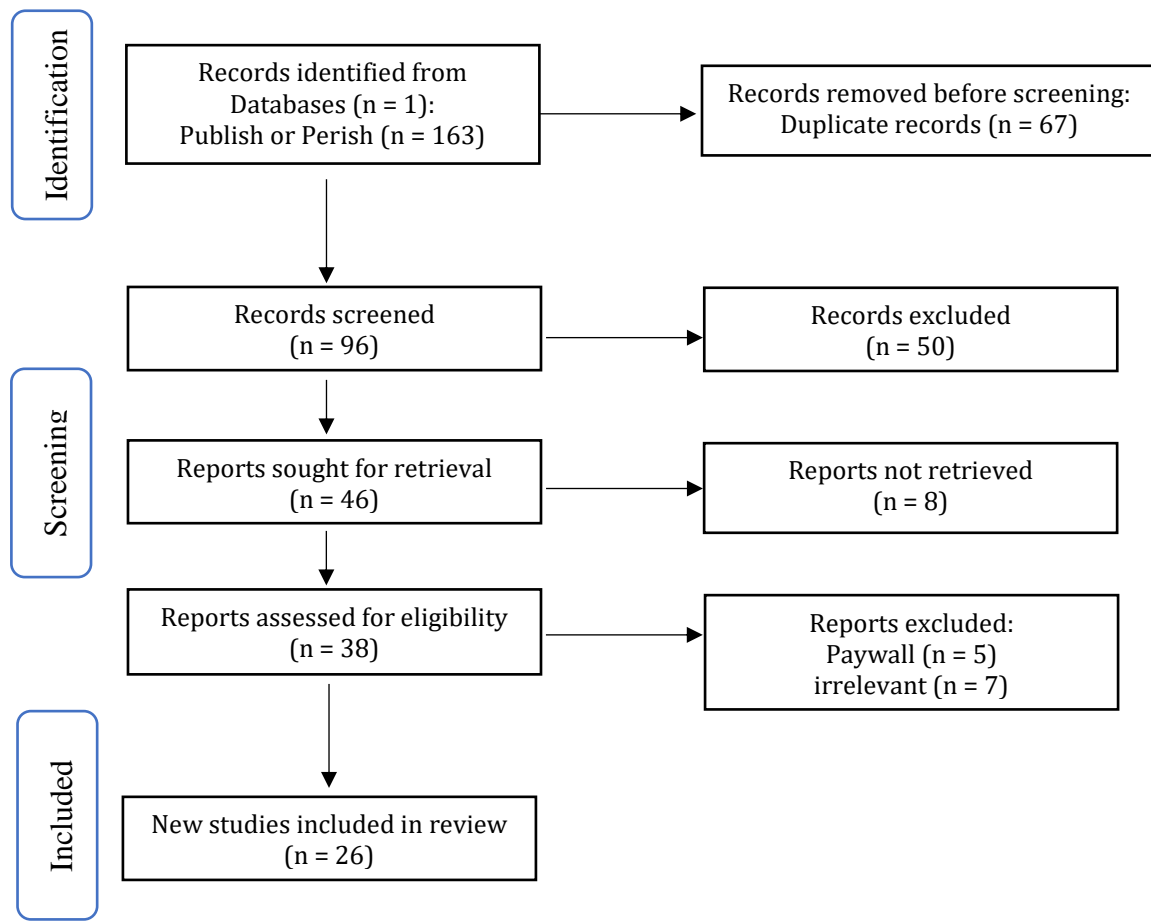 Identification
Records identified from
Databases (n = 1):
Publish or Perish (n = 163)
Records removed before screening:
Duplicate records (n = 67)
Screening
Records screened
(n = 96)
Records excluded
(n = 50)
Reports sought for retrieval
(n = 46)
Reports not retrieved
(n = 8)
Reports assessed for eligibility
(n = 38)
Reports excluded:
Paywall (n = 5)
irrelevant (n = 7)
Included
New studies included in review
(n = 26)